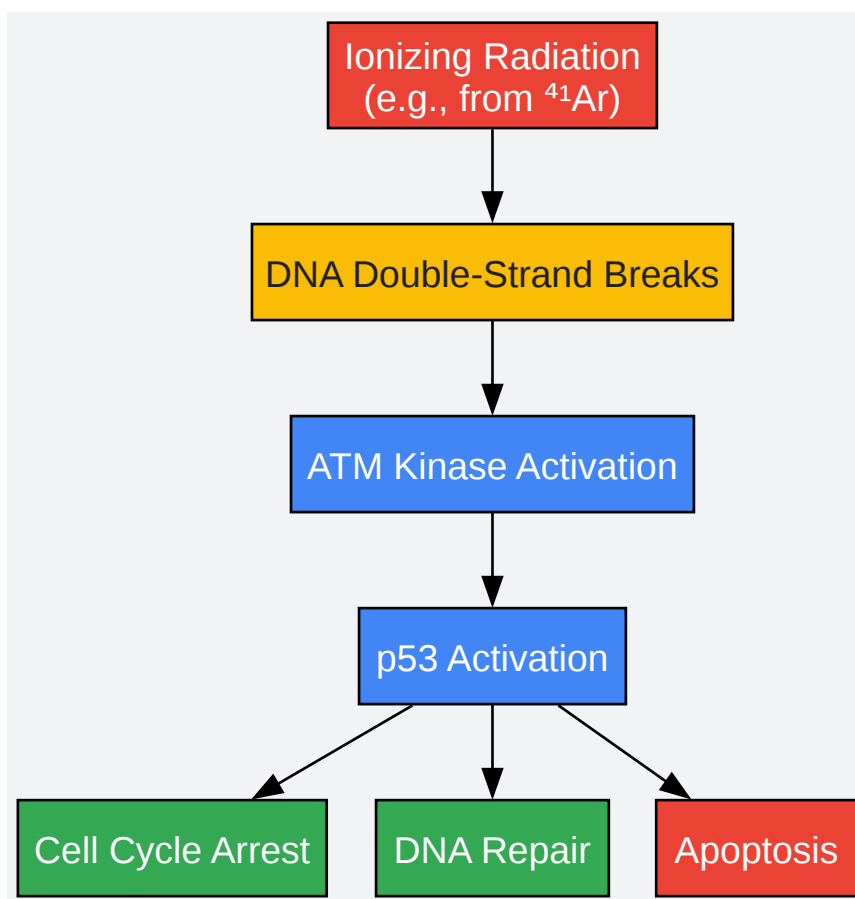 Ionizing Radiation
(e.g., from ⁴¹Ar)
DNA Double-Strand Breaks
ATM Kinase Activation
p53 Activation
Cell Cycle Arrest
DNA Repair
Apoptosis